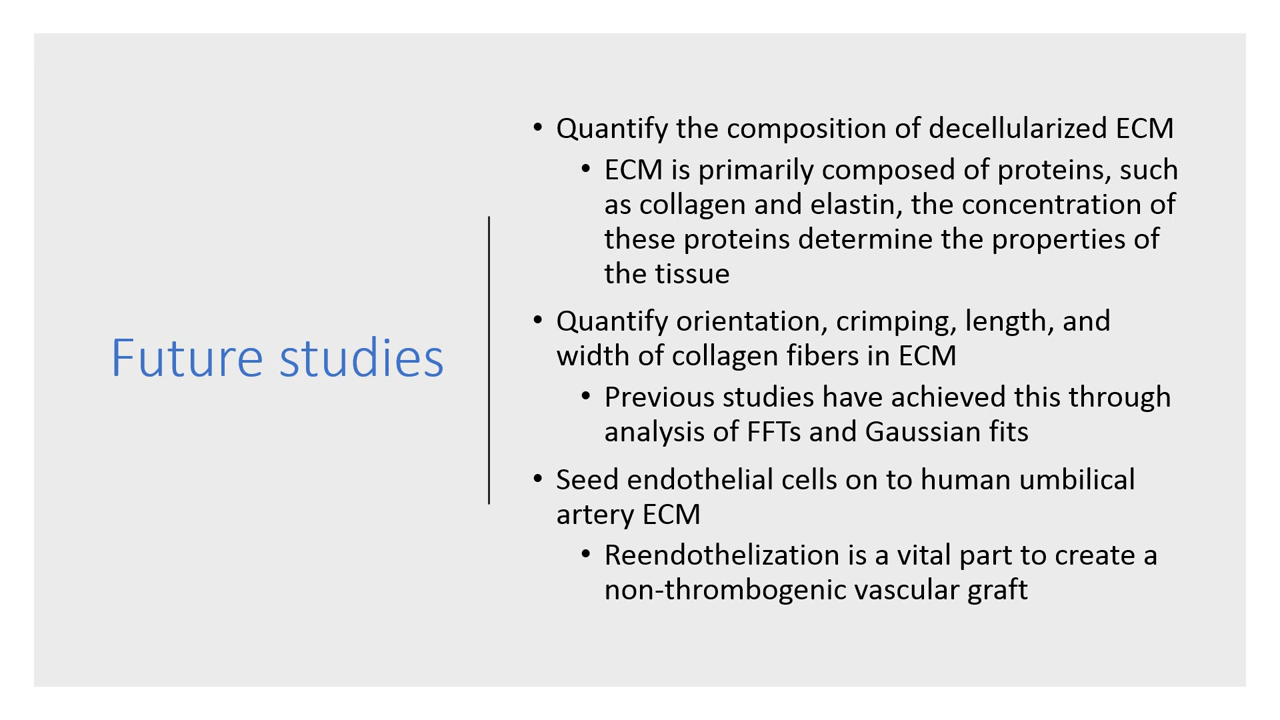 Future studies
• Quantify the composition of decellularized ECM
• ECM is primarily composed of proteins, such
as collagen and elastin, the concentration of
these proteins determine the properties of
the tissue
• Quantify orientation, crimping, length, and
width of collagen fibers in ECM
• Previous studies have achieved this through
analysis of FFTs and Gaussian fits
• Seed endothelial cells on to human umbilical
artery ECM
• Reendothelization is a vital part to create a
non-thrombogenic vascular graft